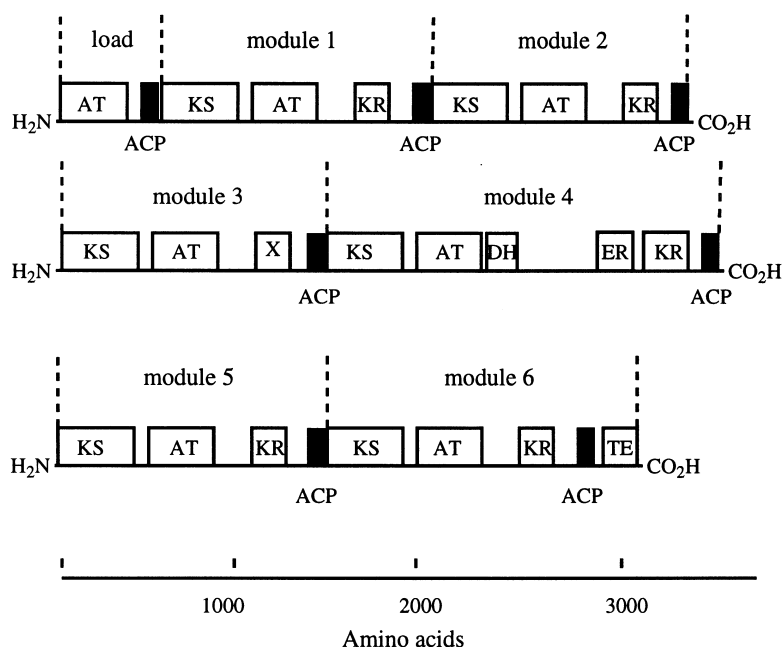 load module 1 module 2
AT KS AT KR KS AT KR
H₂N CO₂H
ACP ACP ACP
module 3 module 4
KS AT X KS AT DH ER KR
H₂N CO₂H
ACP ACP
module 5 module 6
KS AT KR KS AT KR TE
H₂N CO₂H
ACP ACP
1000 2000 3000
Amino acids